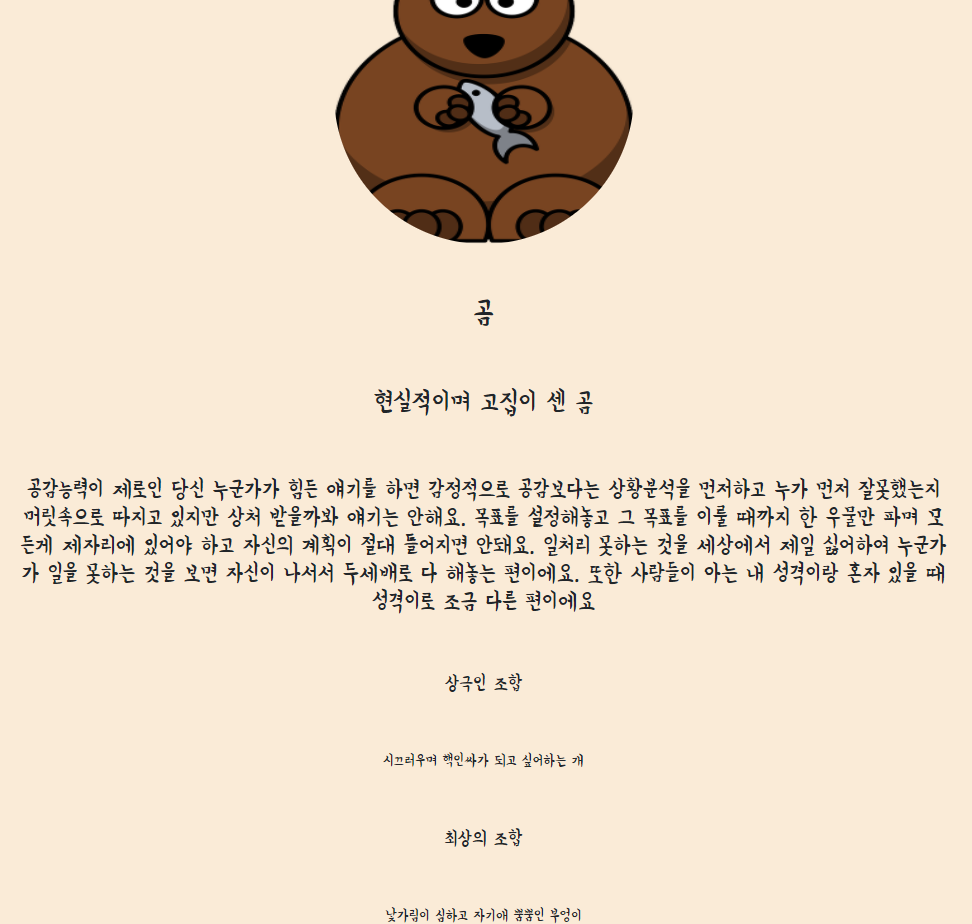 곰
현실적이며 고집이 센 곰
공감능력이 제로인 당신 누군가가 힘든 얘기를 하면 감정적으로 공감보다는 상황분석을 먼저하고 누가 먼저 잘못했는지
머릿속으로 따지고 있지만 상처 받을까봐 얘기는 안해요. 목표를 설정해놓고 그 목표를 이룰 때까지 한 우물만 파며 모
든게 제자리에 있어야 하고 자신의 계획이 절대 틀어지면 안돼요. 일처리 못하는 것을 세상에서 제일 싫어하여 누군가
가 일을 못하는 것을 보면 자신이 나서서 두세배로 다 해놓는 편이에요. 또한 사람들이 아는 내 성격이랑 혼자 있을 때
성격이로 조금 다른 편이에요
상극인 조합
시끄러우며 핵인싸가 되고 싶어하는 개
최상의 조합
낯가림이 심하고 자기애 뿜뿜인 부엉이